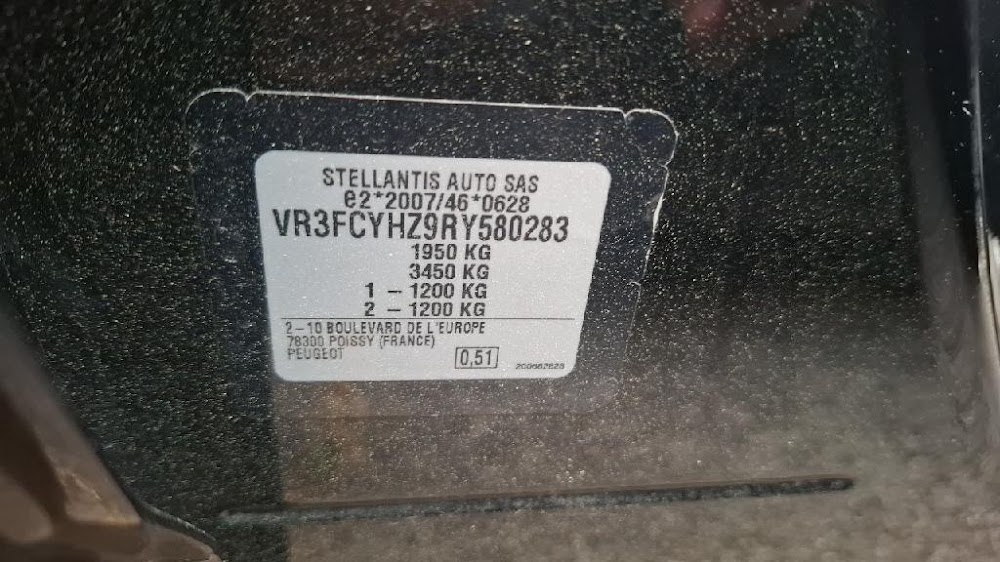 STELLANTIS AUTO SAS
e2*2007/46*0628
VR3FCYHZ9RY580283
1950 KG
3450 KG
1 – 1200 KG
2 – 1200 KG
2–10 BOULEVARD DE L'EUROPE
78300 POISSY (FRANCE)
PEUGEOT
0,51